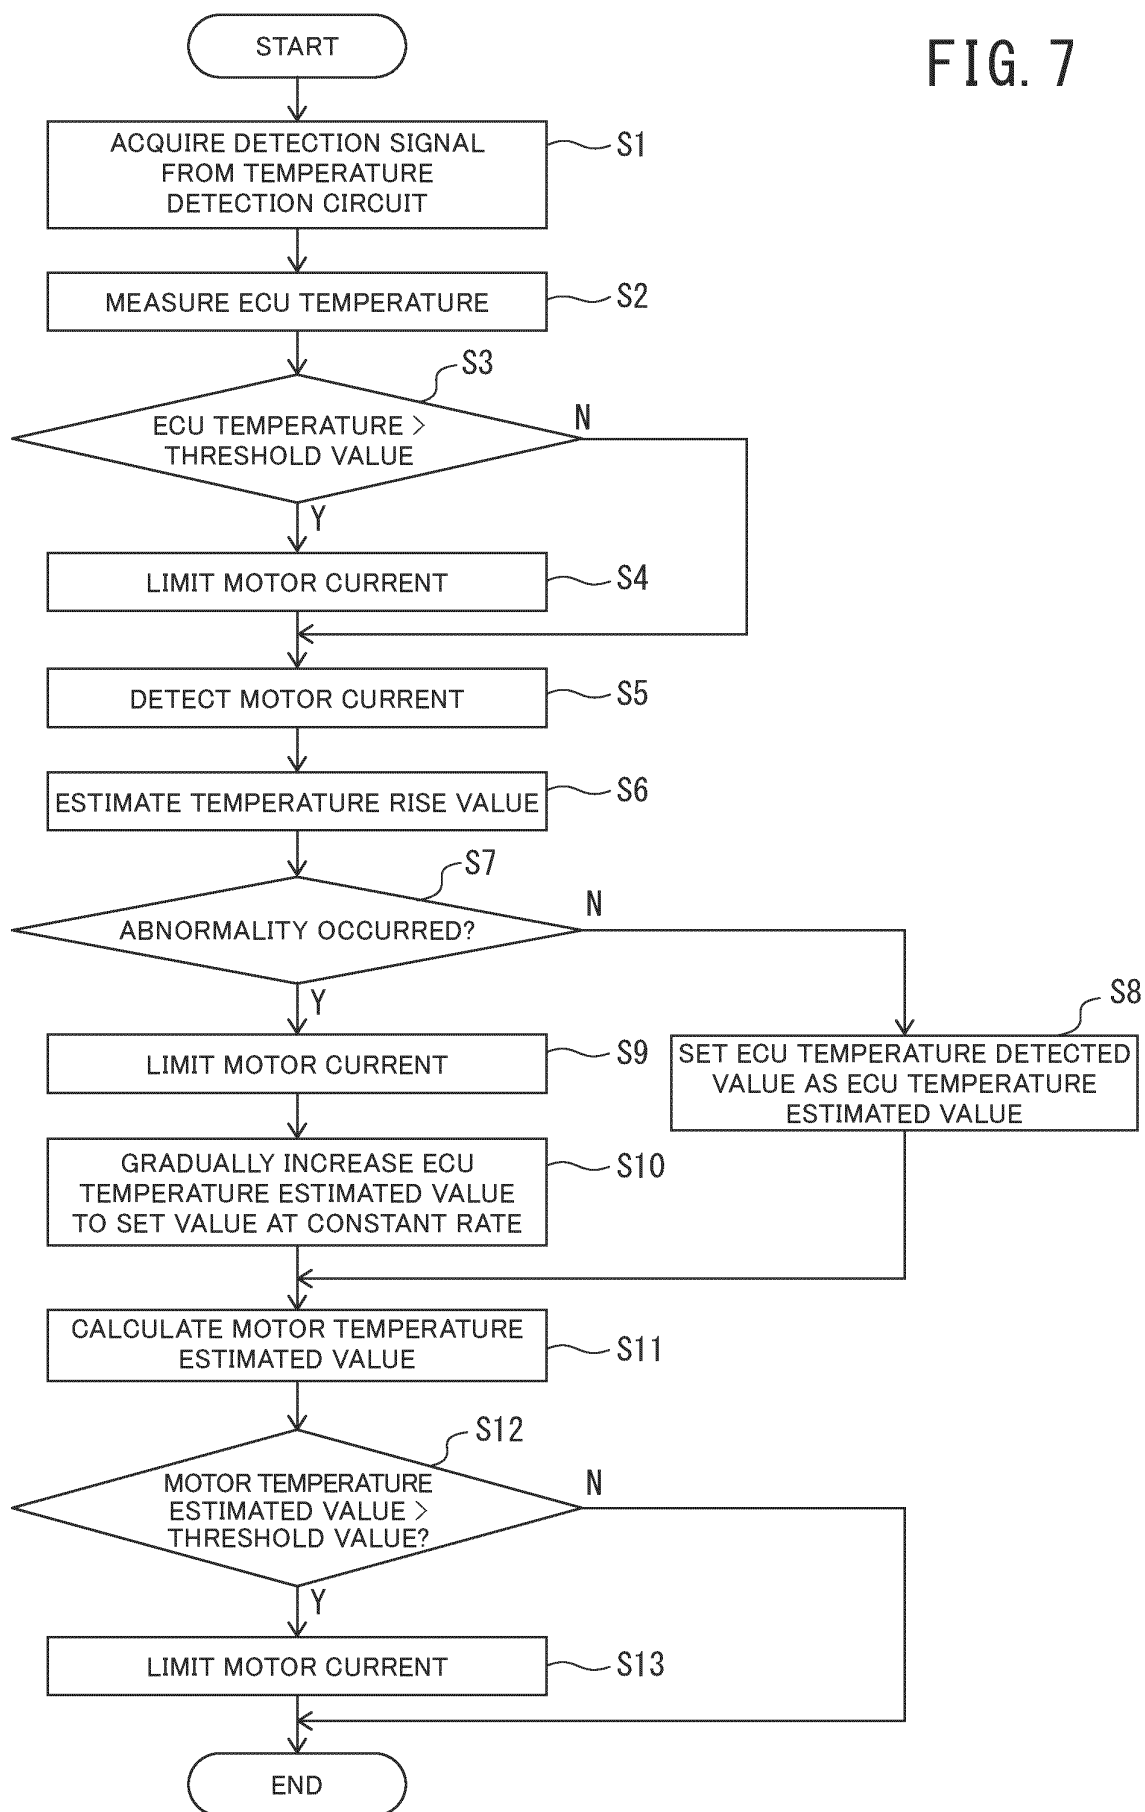 FIG. 7
START
ACQUIRE DETECTION SIGNAL
FROM TEMPERATURE
DETECTION CIRCUIT
S1
MEASURE ECU TEMPERATURE
S2
S3
ECU TEMPERATURE >
THRESHOLD VALUE
N
Y
LIMIT MOTOR CURRENT
S4
DETECT MOTOR CURRENT
S5
ESTIMATE TEMPERATURE RISE VALUE
S6
S7
ABNORMALITY OCCURRED?
N
Y
S8
SET ECU TEMPERATURE DETECTED
VALUE AS ECU TEMPERATURE
ESTIMATED VALUE
LIMIT MOTOR CURRENT
S9
GRADUALLY INCREASE ECU
TEMPERATURE ESTIMATED VALUE
TO SET VALUE AT CONSTANT RATE
S10
CALCULATE MOTOR TEMPERATURE
ESTIMATED VALUE
S11
S12
MOTOR TEMPERATURE
ESTIMATED VALUE >
THRESHOLD VALUE?
N
Y
LIMIT MOTOR CURRENT
S13
END